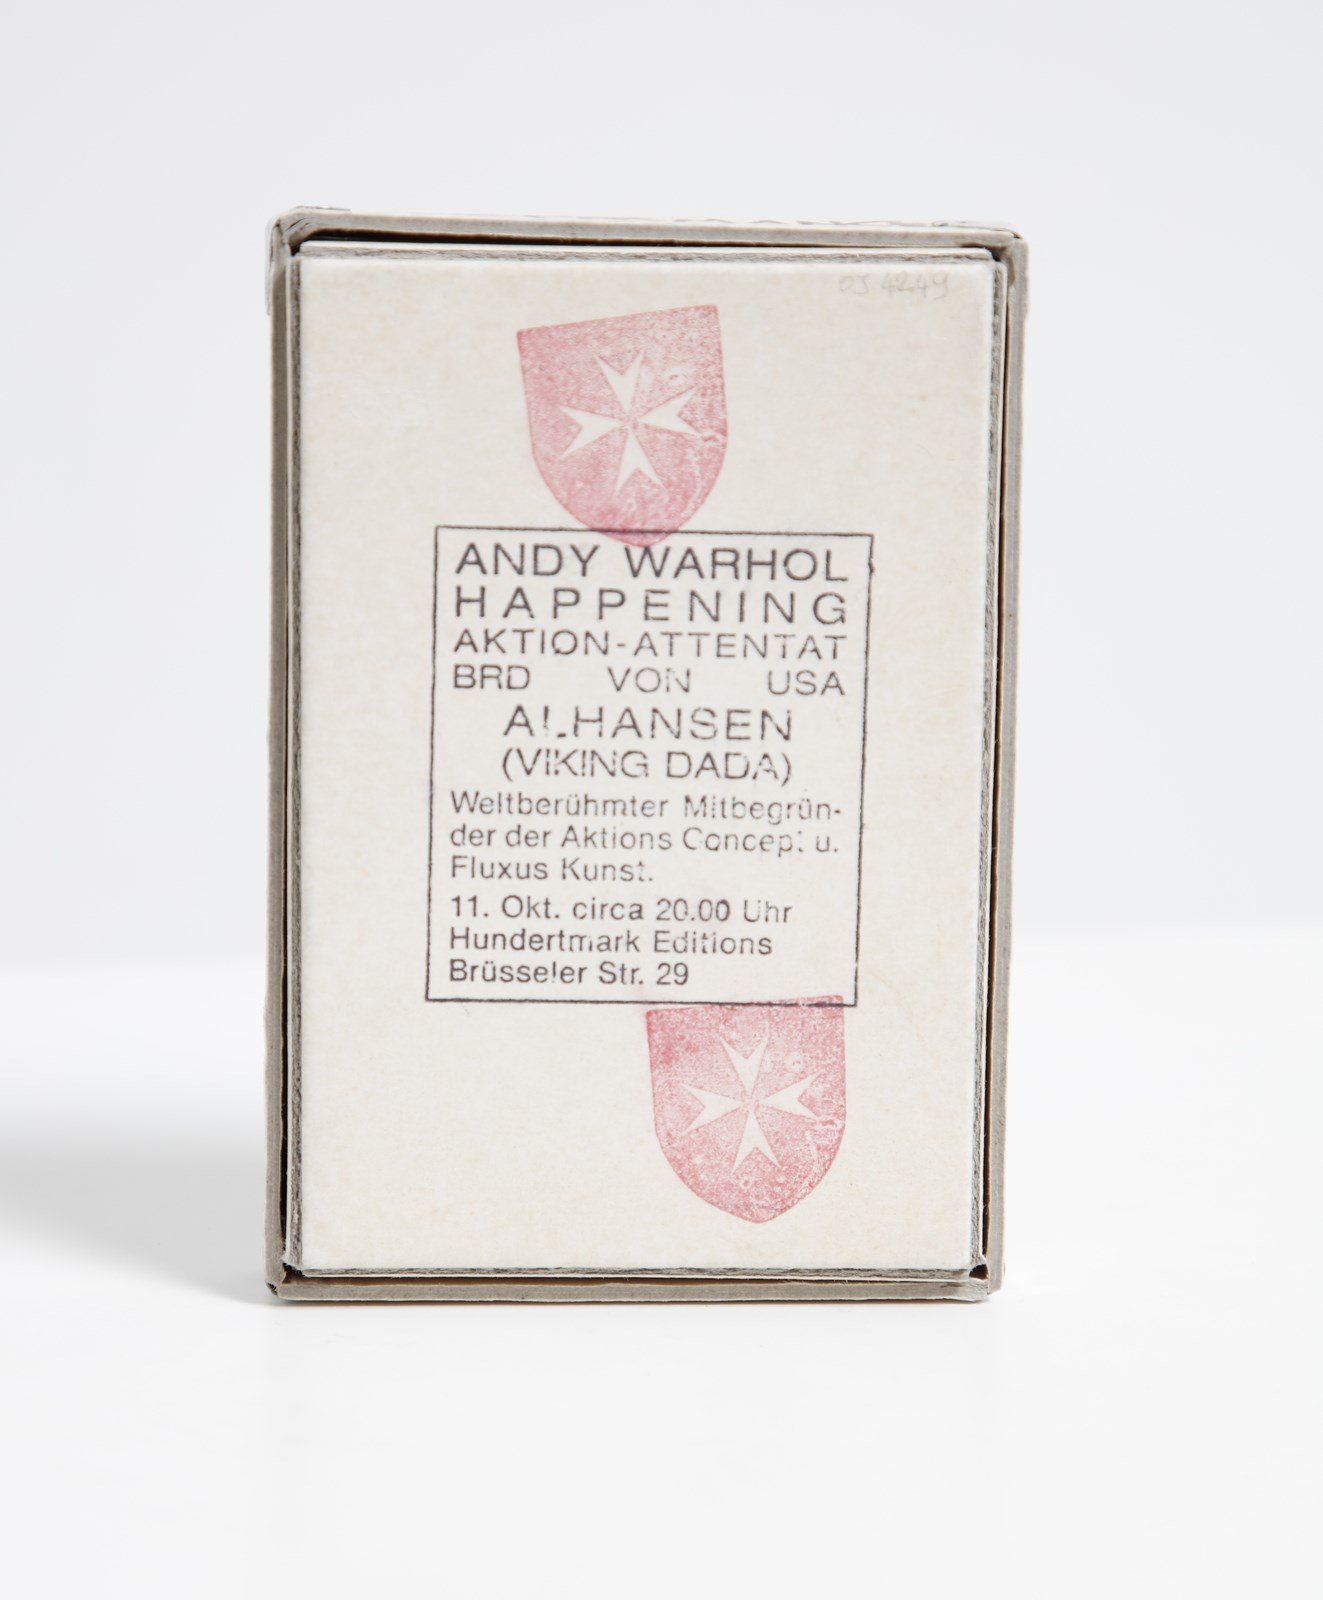 OJ 4249
ANDY WARHOL
HAPPENING
AKTION-ATTENTAT
BRD VON USA
AL HANSEN
(VIKING DADA)
Weltberühmter Mitbegrün-
der der Aktions Concept u.
Fluxus Kunst.
11. Okt. circa 20.00 Uhr
Hundertmark Editions
Brüsseler Str. 29